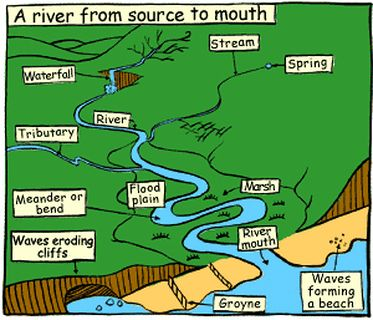 A river from source to mouth
Stream
Spring
Waterfall
River
Tributary
Flood
plain
Marsh
Meander or
bend
River
mouth
Waves eroding
cliffs
Waves
forming
a beach
Groyne